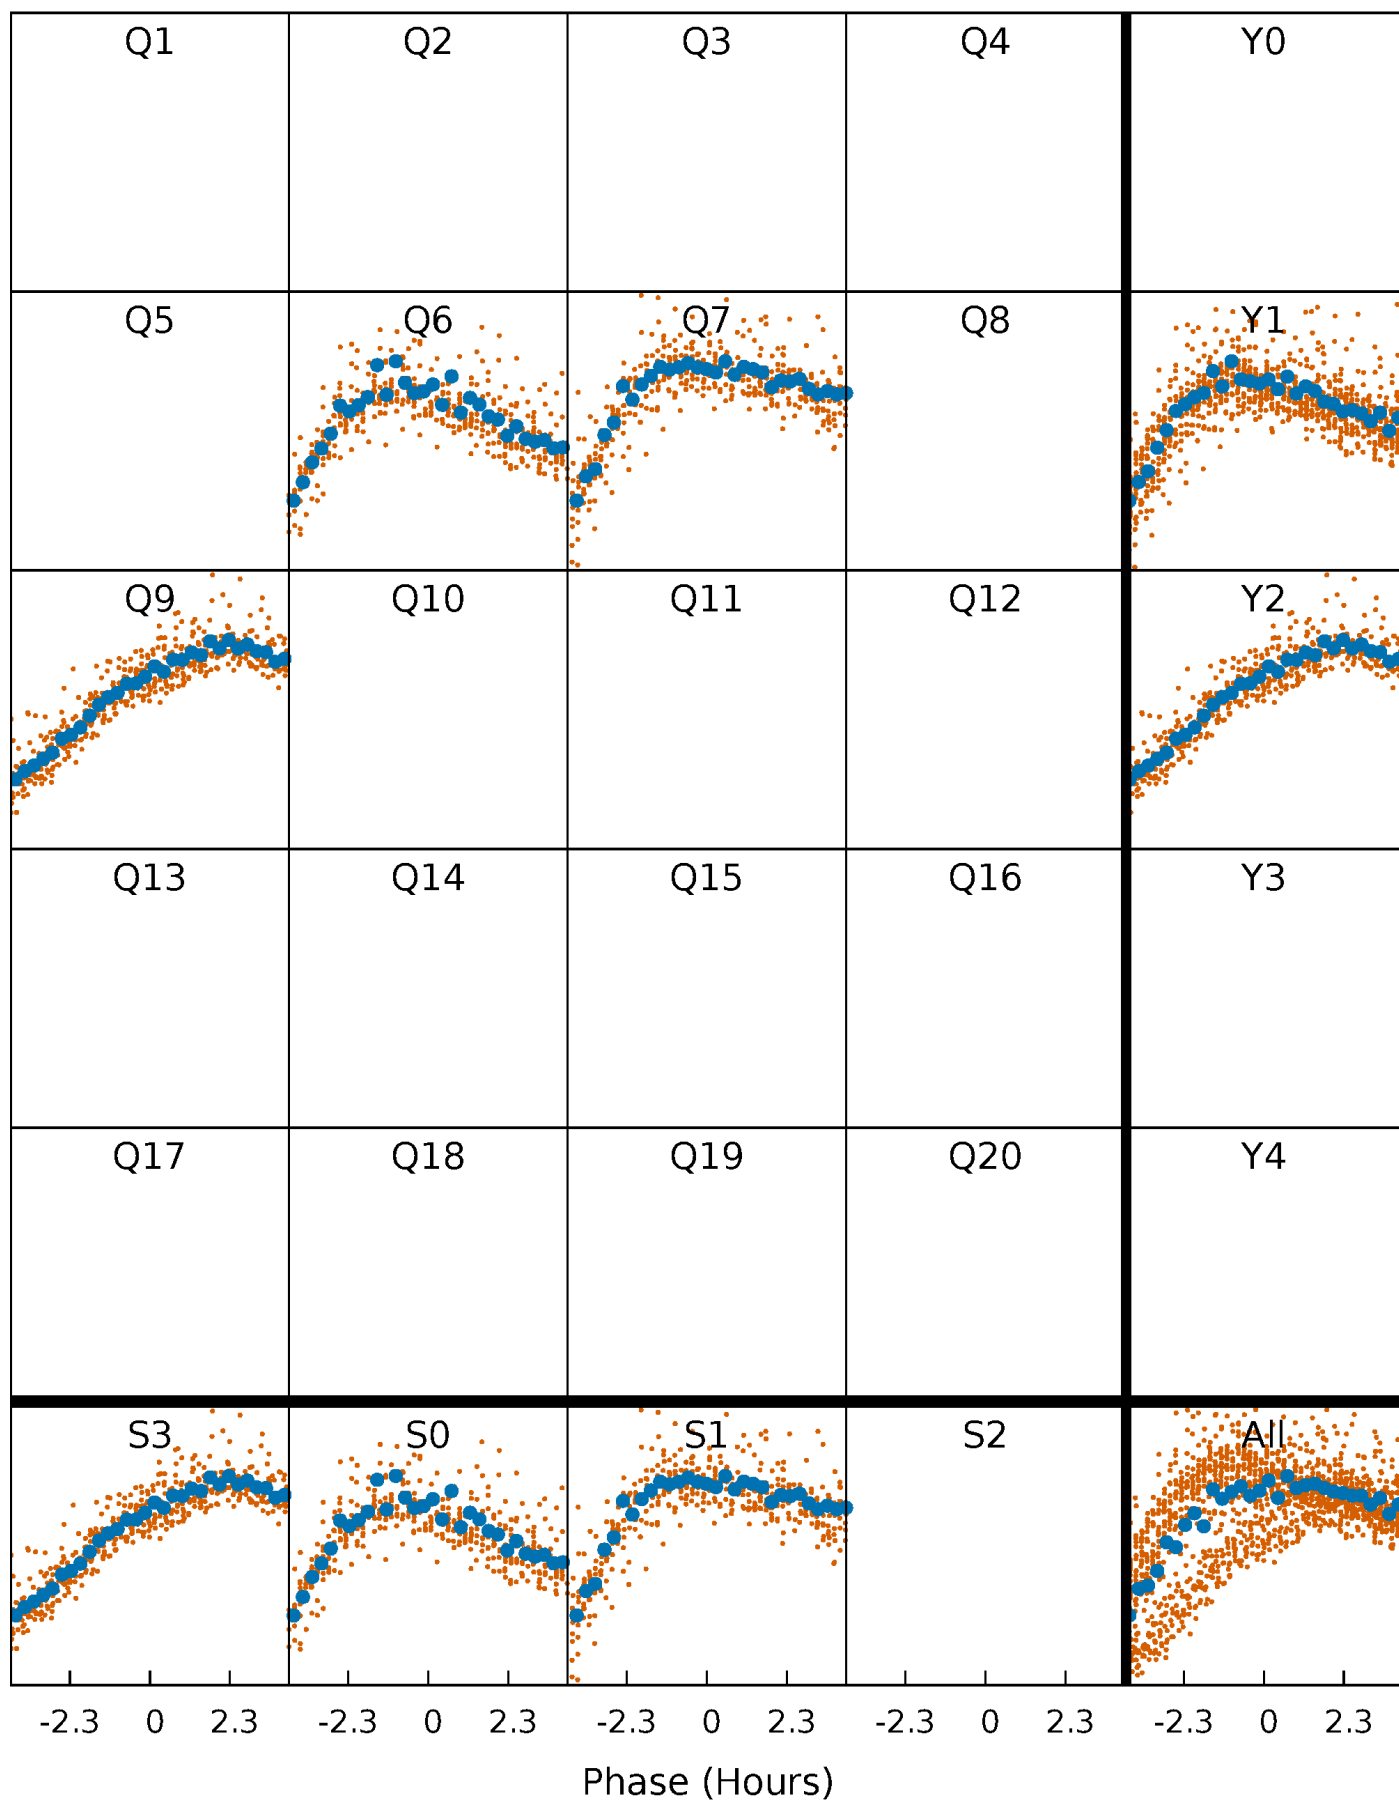 Q1 Q2 Q3 Q4 Y0
Q5 Q6 Q7 Q8 Y1
Q9 Q10 Q11 Q12 Y2
Q13 Q14 Q15 Q16 Y3
Q17 Q18 Q19 Q20 Y4
S3 S0 S1 S2 All
-2.3 0 2.3 -2.3 0 2.3 -2.3 0 2.3 -2.3 0 2.3 -2.3 0 2.3
Phase (Hours)